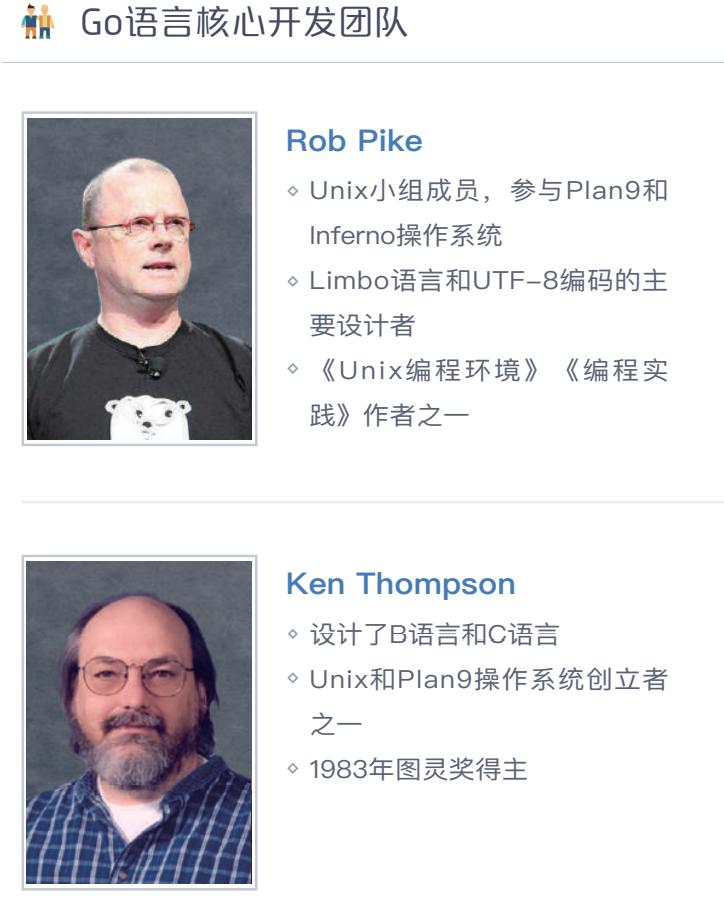 Go语言核心开发团队
Rob Pike
Unix小组成员，参与Plan9和
Inferno操作系统
Limbo语言和UTF-8编码的主
要设计者
《Unix编程环境》《编程实
践》作者之一
Ken Thompson
设计了B语言和C语言
Unix和Plan9操作系统创立者
之一
1983年图灵奖得主